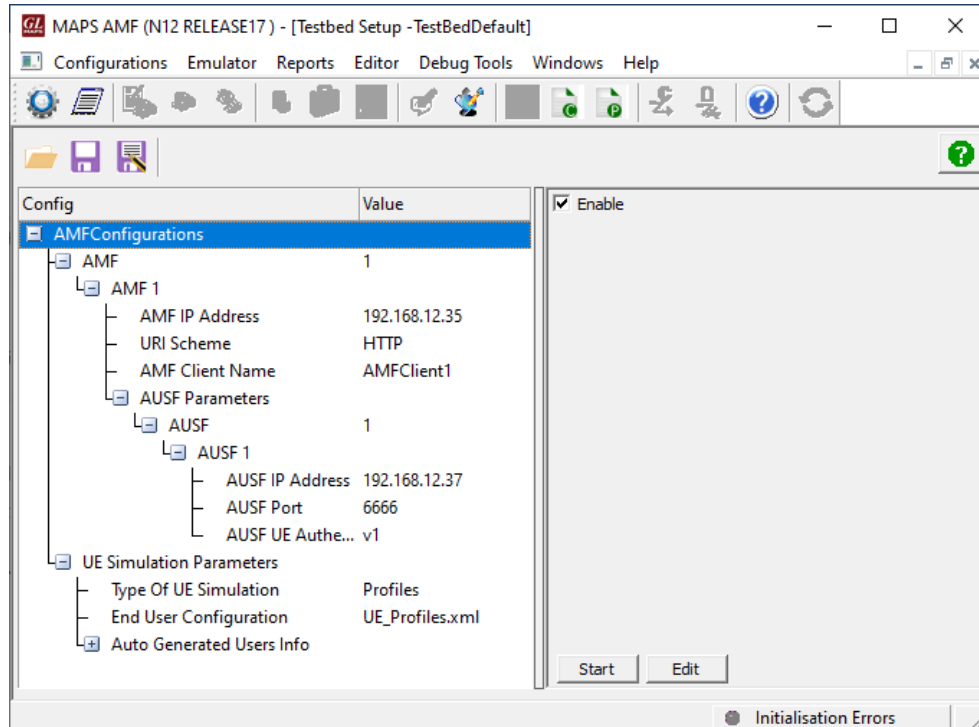 GL MAPS MAPS AMF (N12 RELEASE17 ) - [Testbed Setup -TestBedDefault]
Configurations Emulator Reports Editor Debug Tools Windows Help
Config Value
Enable
AMFConfigurations
AMF 1
AMF 1
AMF IP Address 192.168.12.35
URI Scheme HTTP
AMF Client Name AMFClient1
AUSF Parameters
AUSF 1
AUSF 1
AUSF IP Address 192.168.12.37
AUSF Port 6666
AUSF UE Authe... v1
UE Simulation Parameters
Type Of UE Simulation Profiles
End User Configuration UE_Profiles.xml
Auto Generated Users Info
Start Edit
Initialisation Errors